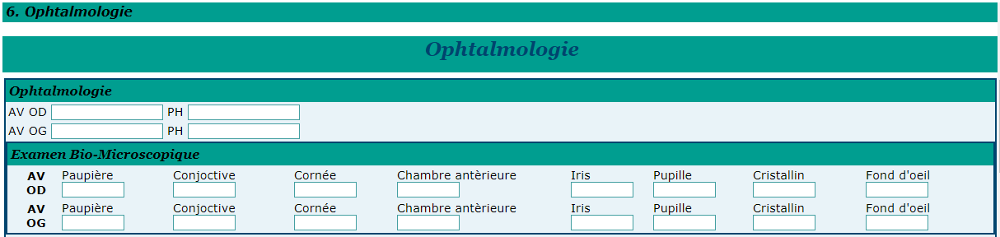 6. Ophtalmologie
Ophtalmologie
Ophtalmologie
AV OD PH
AV OG PH
Examen Bio-Microscopique
AV OD Paupière Conjoctive Cornée Chambre antèrieure Iris Pupille Cristallin Fond d'oeil
AV OG Paupière Conjoctive Cornée Chambre antèrieure Iris Pupille Cristallin Fond d'oeil